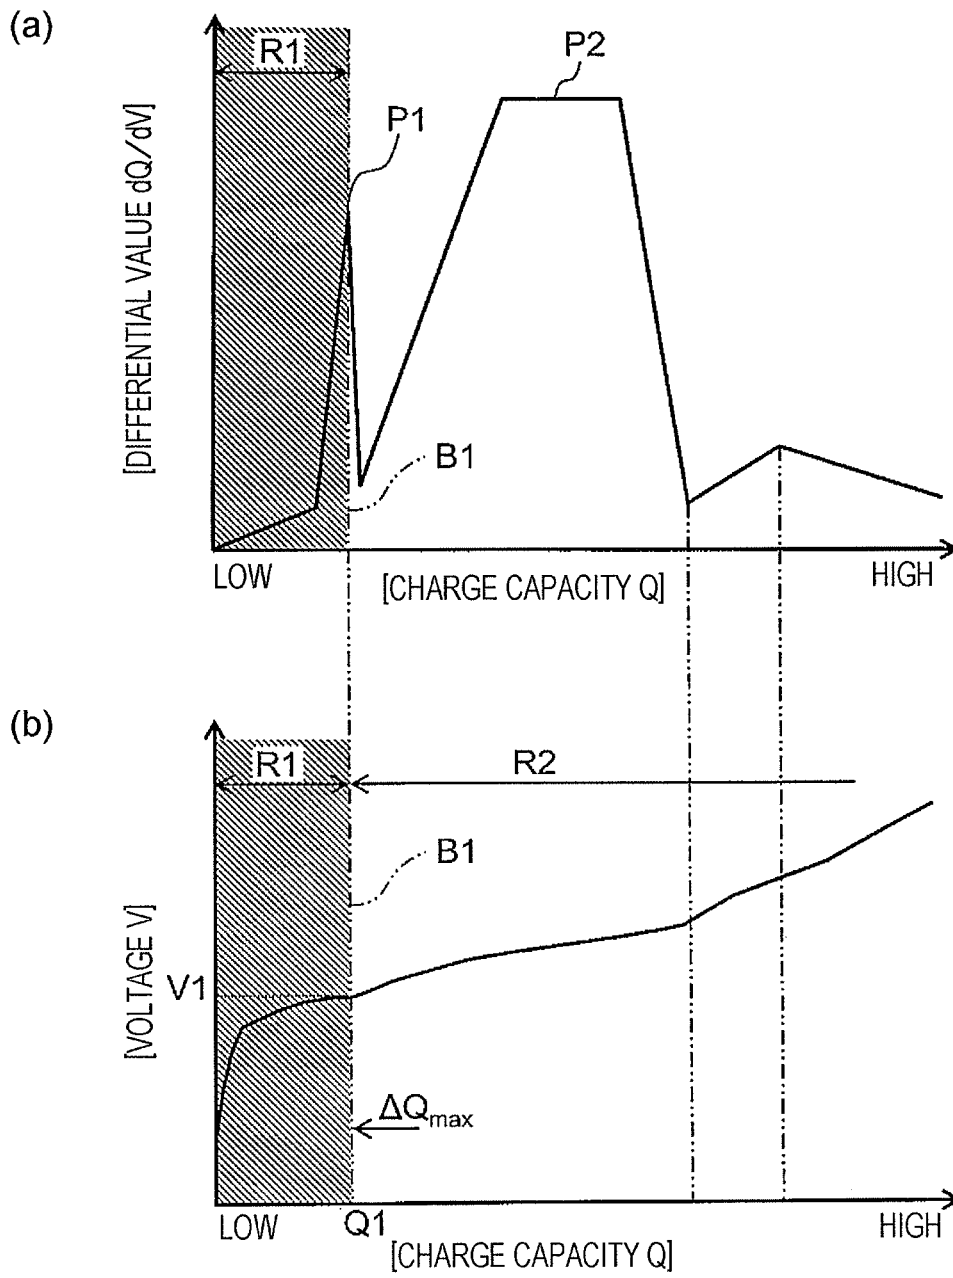 (a)
R1
P2
P1
[DIFFERENTIAL VALUE dQ/dV]
B1
LOW
[CHARGE CAPACITY Q]
HIGH
(b)
R1
R2
B1
[VOLTAGE V]
V1
ΔQmax
LOW
Q1
[CHARGE CAPACITY Q]
HIGH